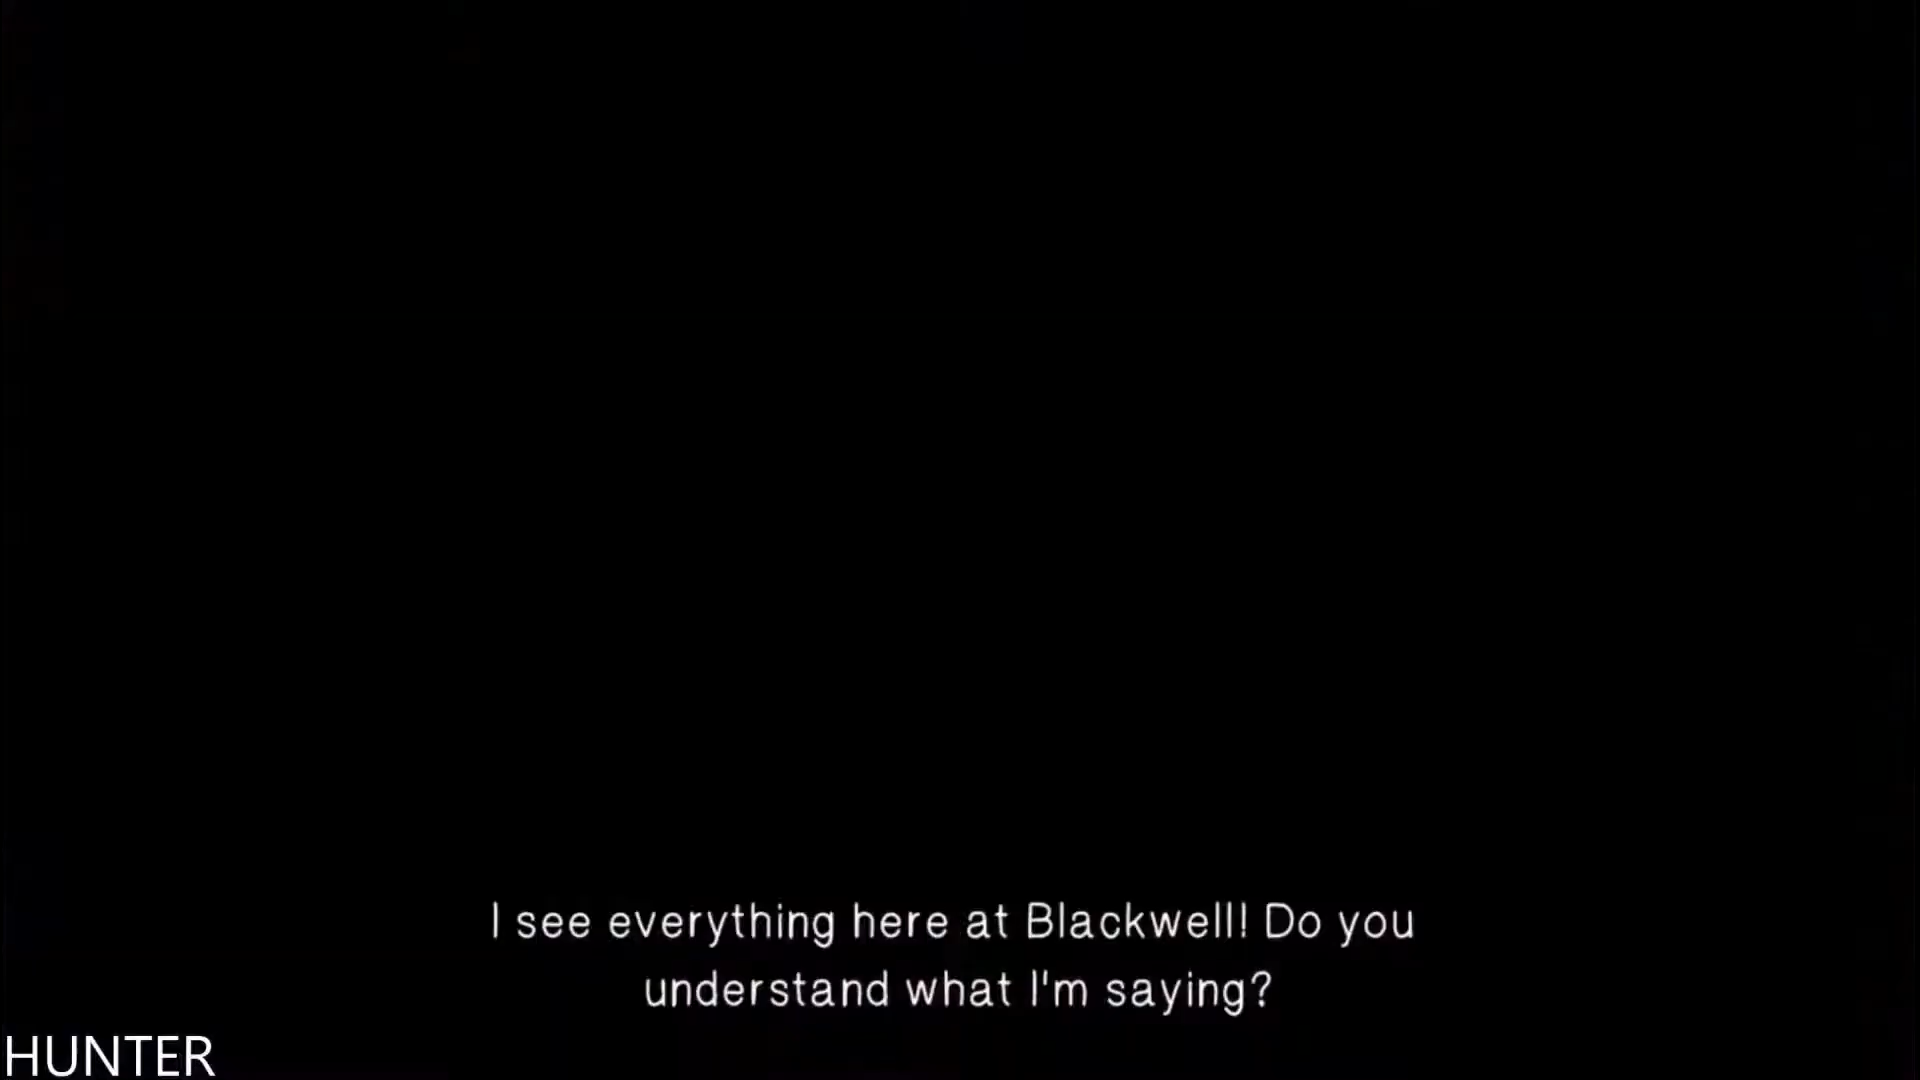 I see everything here at Blackwell! Do you
understand what I'm saying?
HUNTER